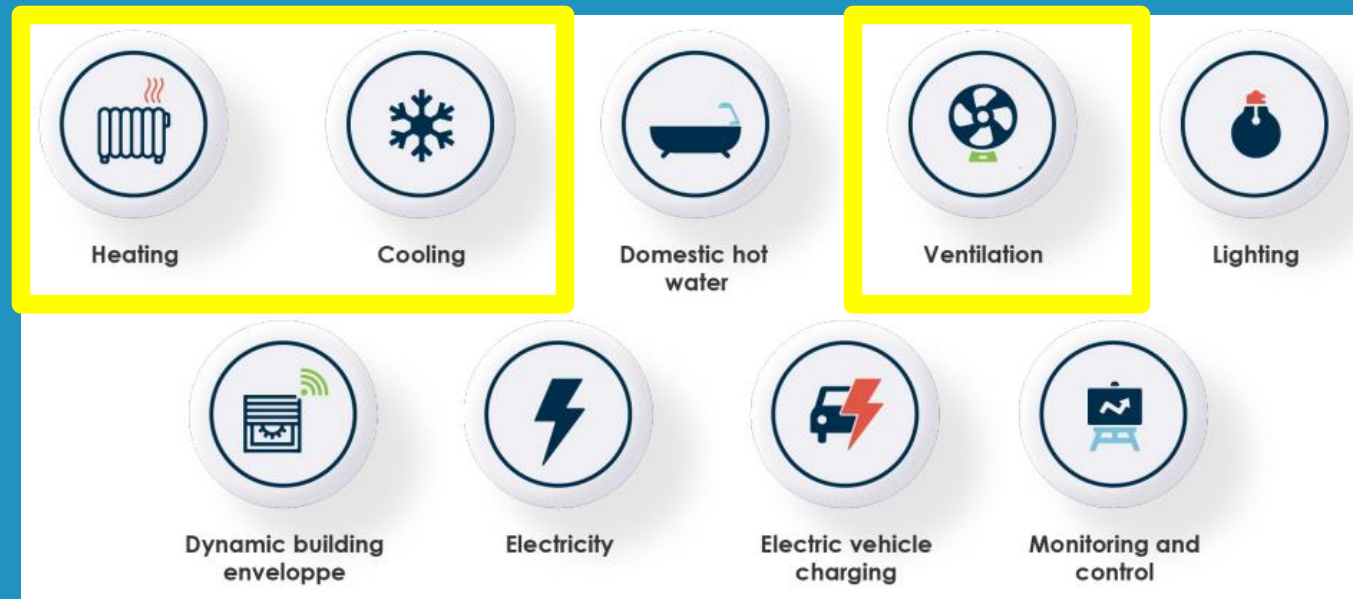 Heating
Cooling
Domestic hot
water
Ventilation
Lighting
Dynamic building
enveloppe
Electricity
Electric vehicle
charging
Monitoring and
control